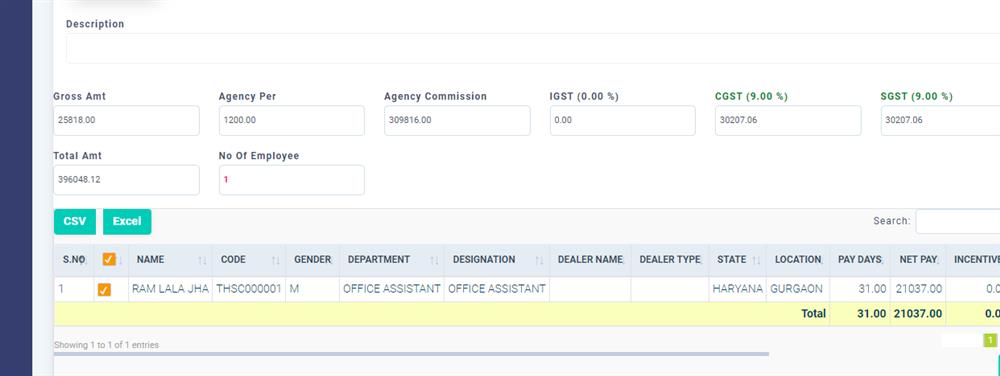 Description
Gross Amt Agency Per Agency Commission IGST (0.00 %) CGST (9.00 %) SGST (9.00 %)
25818.00 1200.00 309816.00 0.00 30207.06 30207.06
Total Amt No Of Employee
396048.12 1
CSV Excel Search:
S.NO NAME CODE GENDER DEPARTMENT DESIGNATION DEALER NAME DEALER TYPE STATE LOCATION PAY DAYS NET PAY INCENTIVE
1 RAM LALA JHA THSC000001 M OFFICE ASSISTANT OFFICE ASSISTANT HARYANA GURGAON 31.00 21037.00 0.0
Total 31.00 21037.00 0.0
Showing 1 to 1 of 1 entries 1